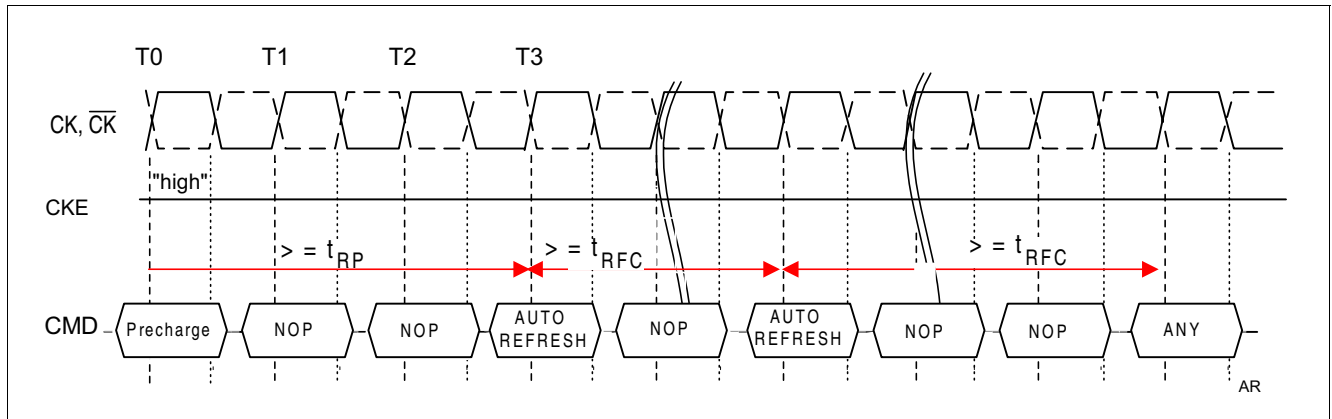 T0 T1 T2 T3
CK, CK
"high"
CKE
> = tRP > = tRFC > = tRFC
CMD Precharge NOP NOP AUTO REFRESH NOP AUTO REFRESH NOP NOP ANY
AR